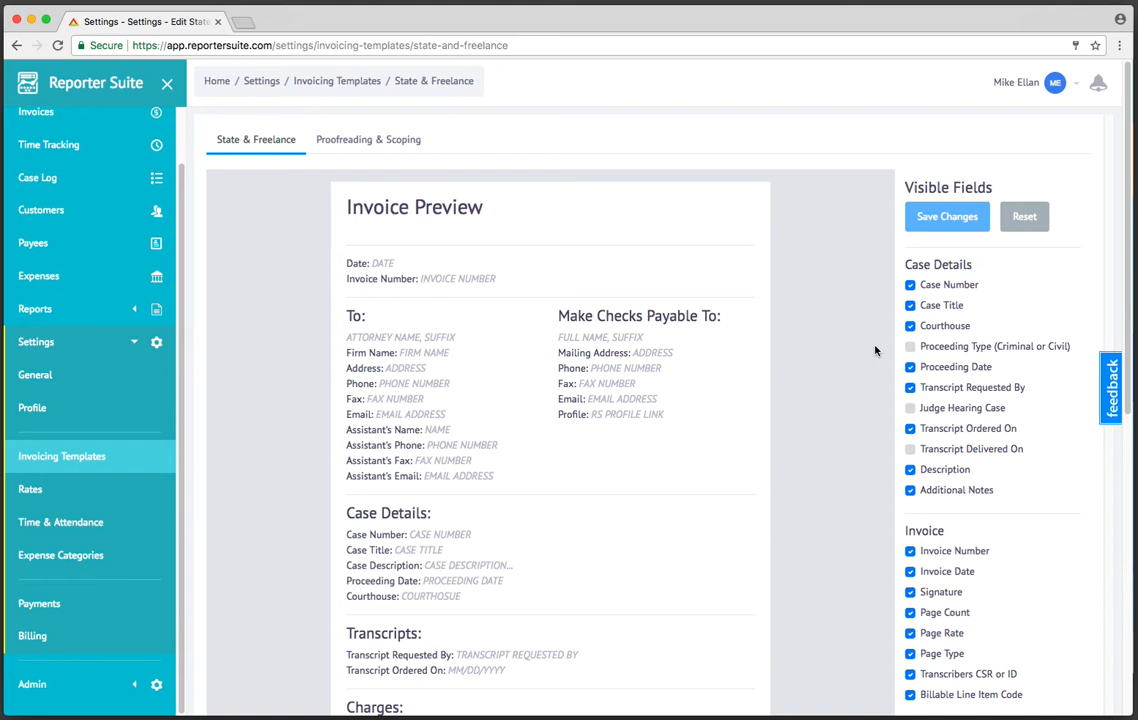 Settings - Settings - Edit State
Secure
https://app.reportersuite.com/settings/invoicing-templates/state-and-freelance
Reporter Suite
Home / Settings / Invoicing Templates / State & Freelance
Mike Ellan ME
Invoices
Time Tracking
Case Log
Customers
Payees
Expenses
Reports
Settings
General
Profile
Invoicing Templates
Rates
Time & Attendance
Expense Categories
Payments
Billing
Admin
State & Freelance
Proofreading & Scoping
Invoice Preview
Date: DATE
Invoice Number: INVOICE NUMBER
To:
ATTORNEY NAME, SUFFIX
Firm Name: FIRM NAME
Address: ADDRESS
Phone: PHONE NUMBER
Fax: FAX NUMBER
Email: EMAIL ADDRESS
Assistant's Name: NAME
Assistant's Phone: PHONE NUMBER
Assistant's Fax: FAX NUMBER
Assistant's Email: EMAIL ADDRESS
Make Checks Payable To:
FULL NAME, SUFFIX
Mailing Address: ADDRESS
Phone: PHONE NUMBER
Fax: FAX NUMBER
Email: EMAIL ADDRESS
Profile: RS PROFILE LINK
Case Details:
Case Number: CASE NUMBER
Case Title: CASE TITLE
Case Description: CASE DESCRIPTION...
Proceeding Date: PROCEEDING DATE
Courthouse: COURTHOSUE
Transcripts:
Transcript Requested By: TRANSCRIPT REQUESTED BY
Transcript Ordered On: MM/DD/YYYY
Charges:
Visible Fields
Save Changes
Reset
Case Details
Case Number
Case Title
Courthouse
Proceeding Type (Criminal or Civil)
Proceeding Date
Transcript Requested By
Judge Hearing Case
Transcript Ordered On
Transcript Delivered On
Description
Additional Notes
Invoice
Invoice Number
Invoice Date
Signature
Page Count
Page Rate
Page Type
Transcribers CSR or ID
Billable Line Item Code
feedback